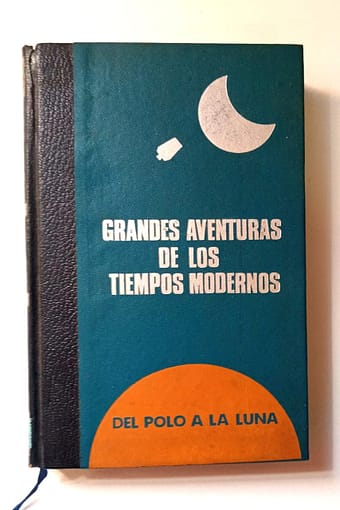 GRANDES AVENTURAS
DE LOS
TIEMPOS MODERNOS
DEL POLO A LA LUNA